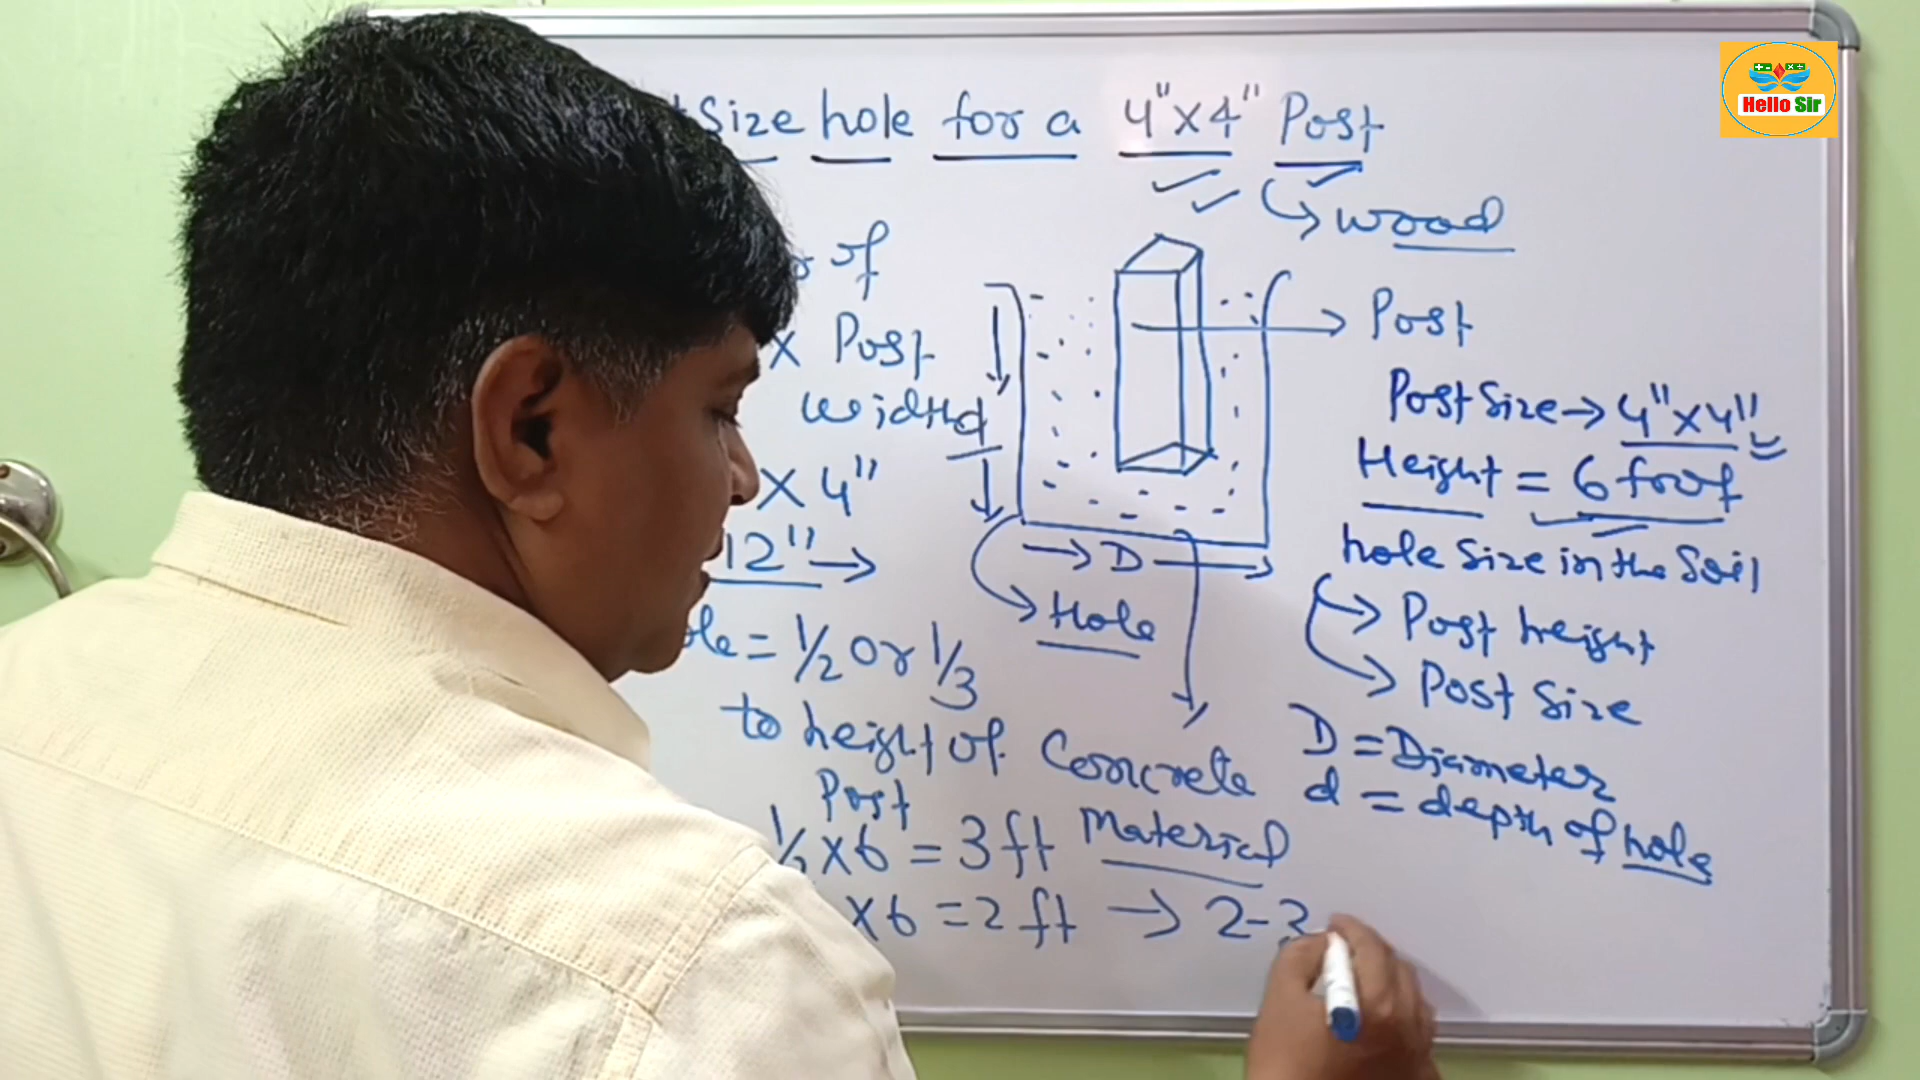 Size hole for a 4"x4" Post
Wood
of
x Post
Width
d
Post
Post Size → 4"x4"
Height = 6 foot
x 4"
12" →
→ D →
Hole
hole size in the Soil
→ Post height
→ Post Size
= 1/2 or 1/3
to height of
Post
Concrete
Material
D = Diameter
d = depth of hole
1/2 x 6 = 3 ft
x 6 = 2 ft → 2-3
Hello Sir